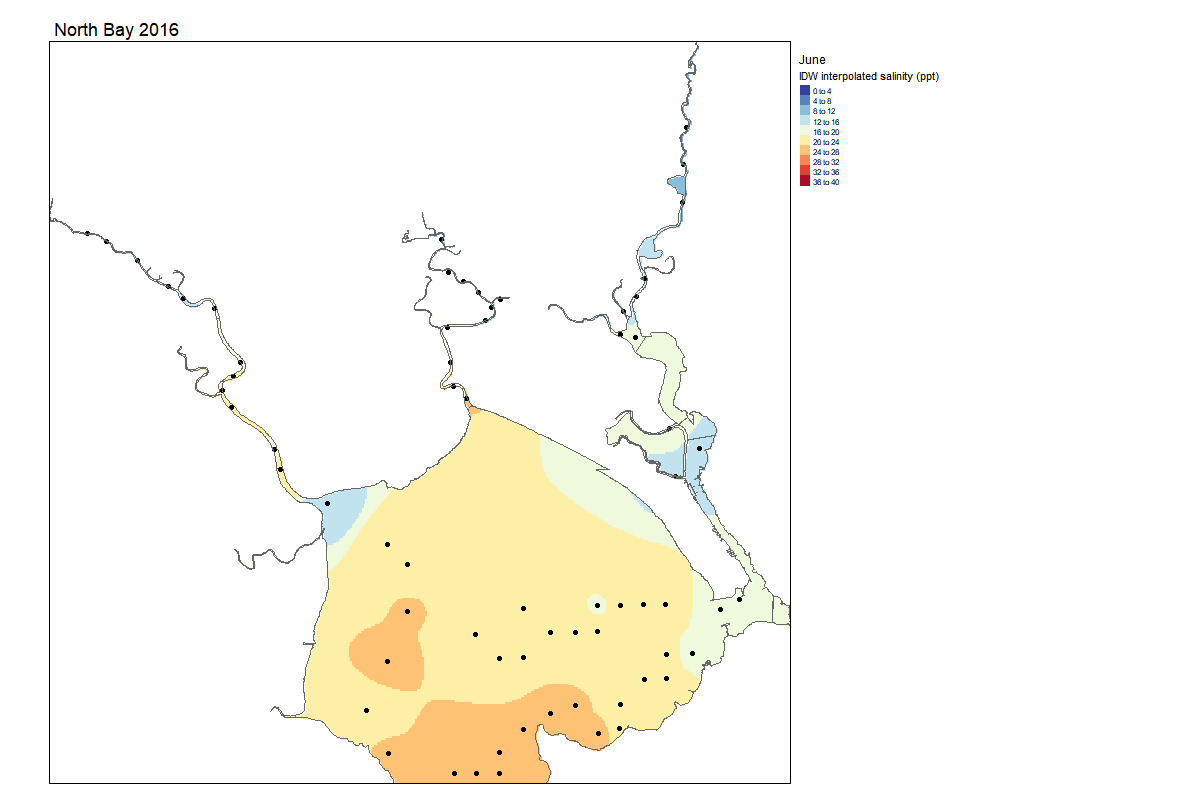 North Bay 2016
June
IDW interpolated salinity (ppt)
0 to 4
4 to 8
8 to 12
12 to 16
16 to 20
20 to 24
24 to 28
28 to 32
32 to 36
36 to 40